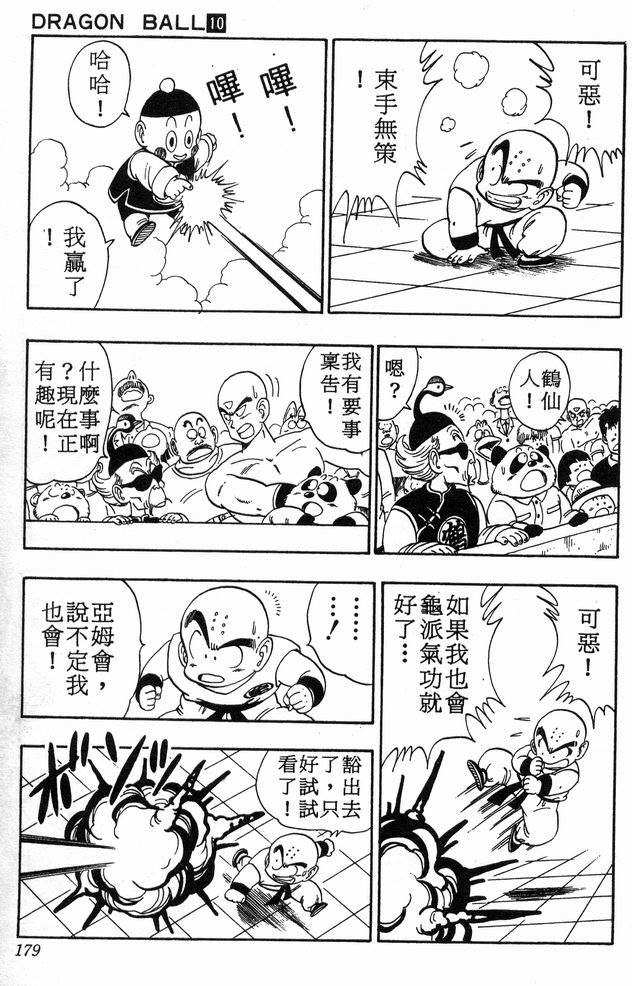 DRAGON BALL 10
可惡！
束手無策
！
嗶！
嗶！
哈哈！
我贏了
！
鶴仙
人！
嗯？
鶴
我有要事
稟告！
什麼事啊
？現在正
有趣呢！
可惡！
如果我也會
龜派氣功就
好了…
……！
亞姆會，
說不定我
也會！
豁出去
了，只
好試試
看了！
179